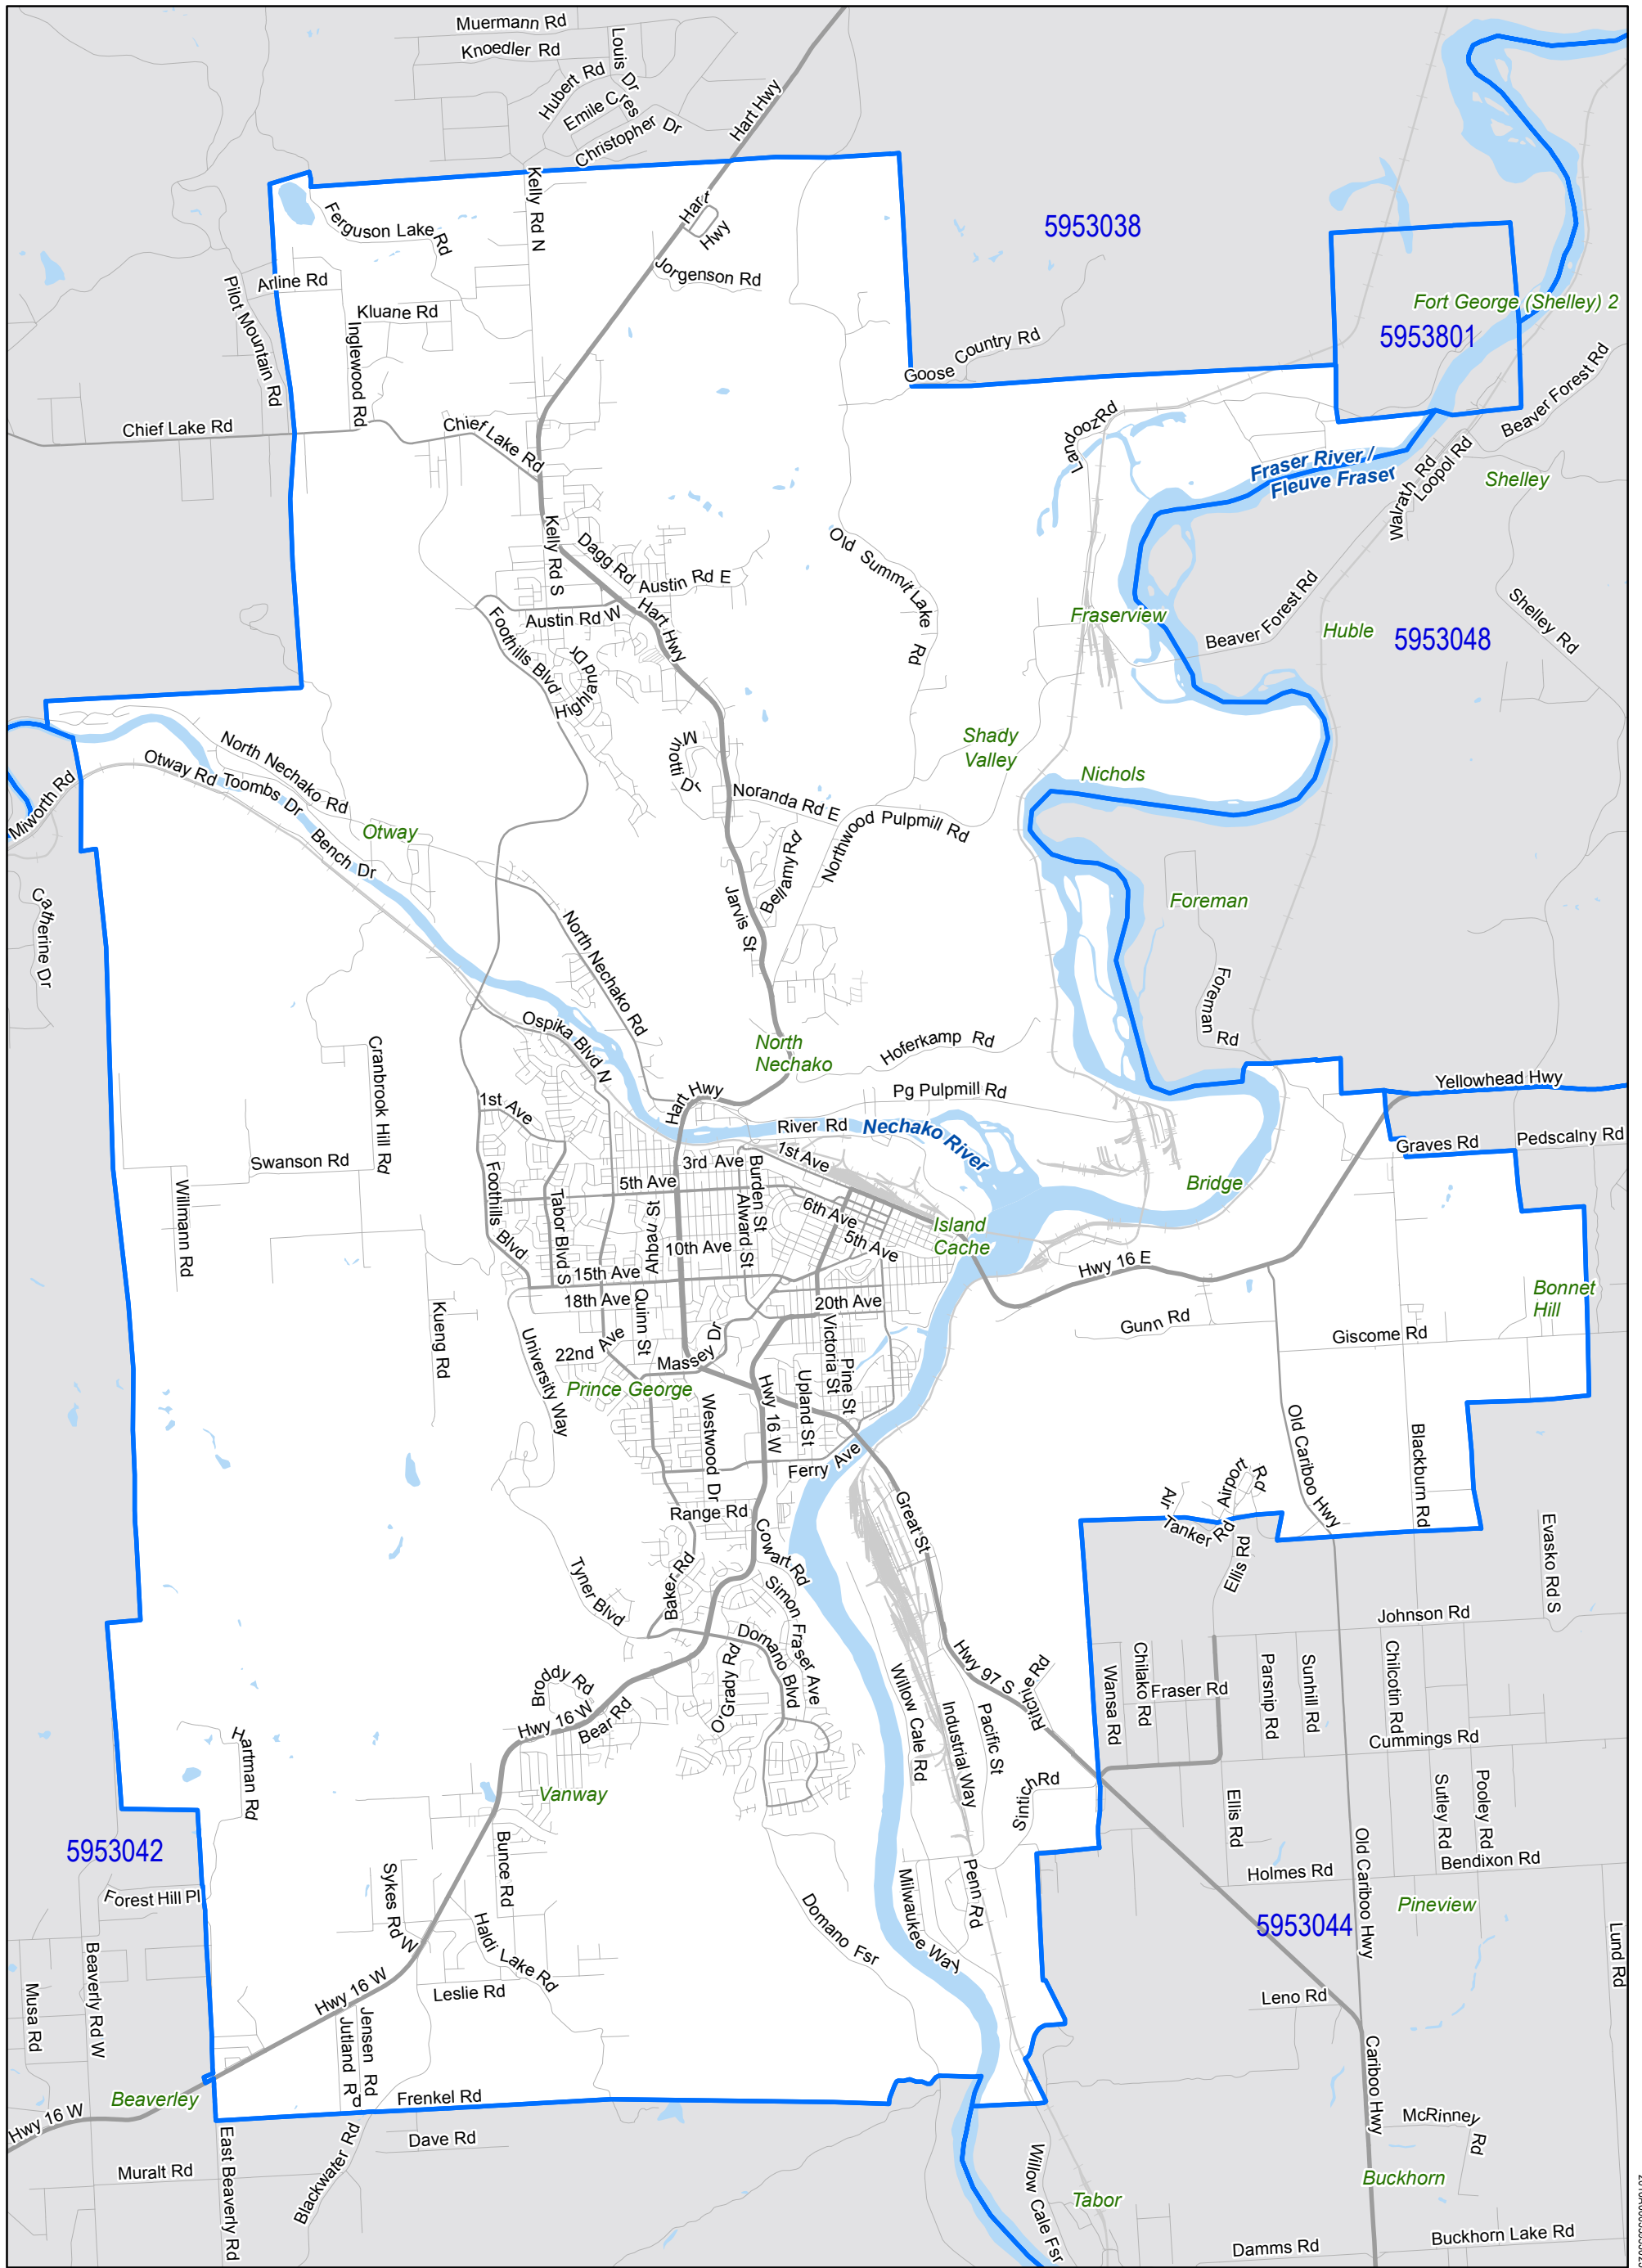 Muermann Rd
Knoedler Rd
Louis Dr
Hubert Rd
Emile Cres
Christopher Dr
Hart Hwy
Kelly Rd N
Ferguson Lake Rd
Hart Hwy
5953038
Arline Rd
Jorgenson Rd
Pilot Mountain Rd
Kluane Rd
Inglewood Rd
Fort George (Shelley) 2
5953801
Goose Country Rd
Beaver Forest Rd
Chief Lake Rd
Chief Lake Rd
Landooz Rd
Fraser River /
Fleuve Fraser
Walrath Rd
Loopol Rd
Shelley
Kelly Rd S
Dagg Rd
Austin Rd E
Old Summit Lake Rd
Austin Rd W
Hart Hwy
Foothills Blvd
Highland Dr
Fraserview
Beaver Forest Rd
Huble
5953048
Shelley Rd
North Nechako Rd
Otway Rd
Toombs Dr
Minotti Dr
Shady
Valley
Nichols
Miworth Rd
Noranda Rd E
Otway
Bench Dr
Northwood Pulpmill Rd
Bellamy Rd
Jarvis St
Catherine Dr
Foreman
North Nechako Rd
Foreman Rd
Ospika Blvd N
North
Nechako
Hoferkamp Rd
Cranbrook Hill Rd
Yellowhead Hwy
Hart Hwy
Pg Pulpmill Rd
1st Ave
River Rd
Nechako River
Graves Rd
Pedscalny Rd
Swanson Rd
3rd Ave
1st Ave
Burden St
5th Ave
Willmann Rd
Foothills Blvd
Tabor Blvd S
Ahbau St
Alward St
6th Ave
5th Ave
Bridge
Island
Cache
10th Ave
15th Ave
Hwy 16 E
Bonnet
Hill
18th Ave
Quinn St
20th Ave
Kueng Rd
University Way
22nd Ave
Massey Dr
Victoria St
Gunn Rd
Giscome Rd
Prince George
Pine St
Upland St
Hwy 16 W
Westwood Dr
Old Cariboo Hwy
Blackburn Rd
Ferry Ave
Range Rd
Great St
Airport Rd
Air Tanker Rd
Ellis Rd
Evasko Rd S
Cowart Rd
Tyner Blvd
Baker Rd
Simon Fraser Ave
Johnson Rd
Domano Blvd
O'Grady Rd
Hwy 97 S
Ritchie Rd
Wansa Rd
Chilako Rd
Fraser Rd
Parsnip Rd
Sunhill Rd
Chilcotin Rd
Broddy Rd
Hwy 16 W
Bear Rd
Willow Cale Rd
Industrial Way
Pacific St
Cummings Rd
Hartman Rd
Vanway
Sintich Rd
Ellis Rd
Sutley Rd
Pooley Rd
5953042
Bunce Rd
Old Cariboo Hwy
Bendixon Rd
Holmes Rd
Forest Hill Pl
Sykes Rd W
Milwaukee Way
Penn Rd
Pineview
5953044
Haldi Lake Rd
Domano Fsr
Lund Rd
Beaverly Rd W
Musa Rd
Hwy 16 W
Leslie Rd
Leno Rd
Jensen Rd
Jutland Rd
Cariboo Hwy
Beaverley
Frenkel Rd
Hwy 16 W
McRinney Rd
Dave Rd
Muralt Rd
East Beaverly Rd
Blackwater Rd
Willow Cale Fsr
Tabor
Buckhorn
Damms Rd
Buckhorn Lake Rd